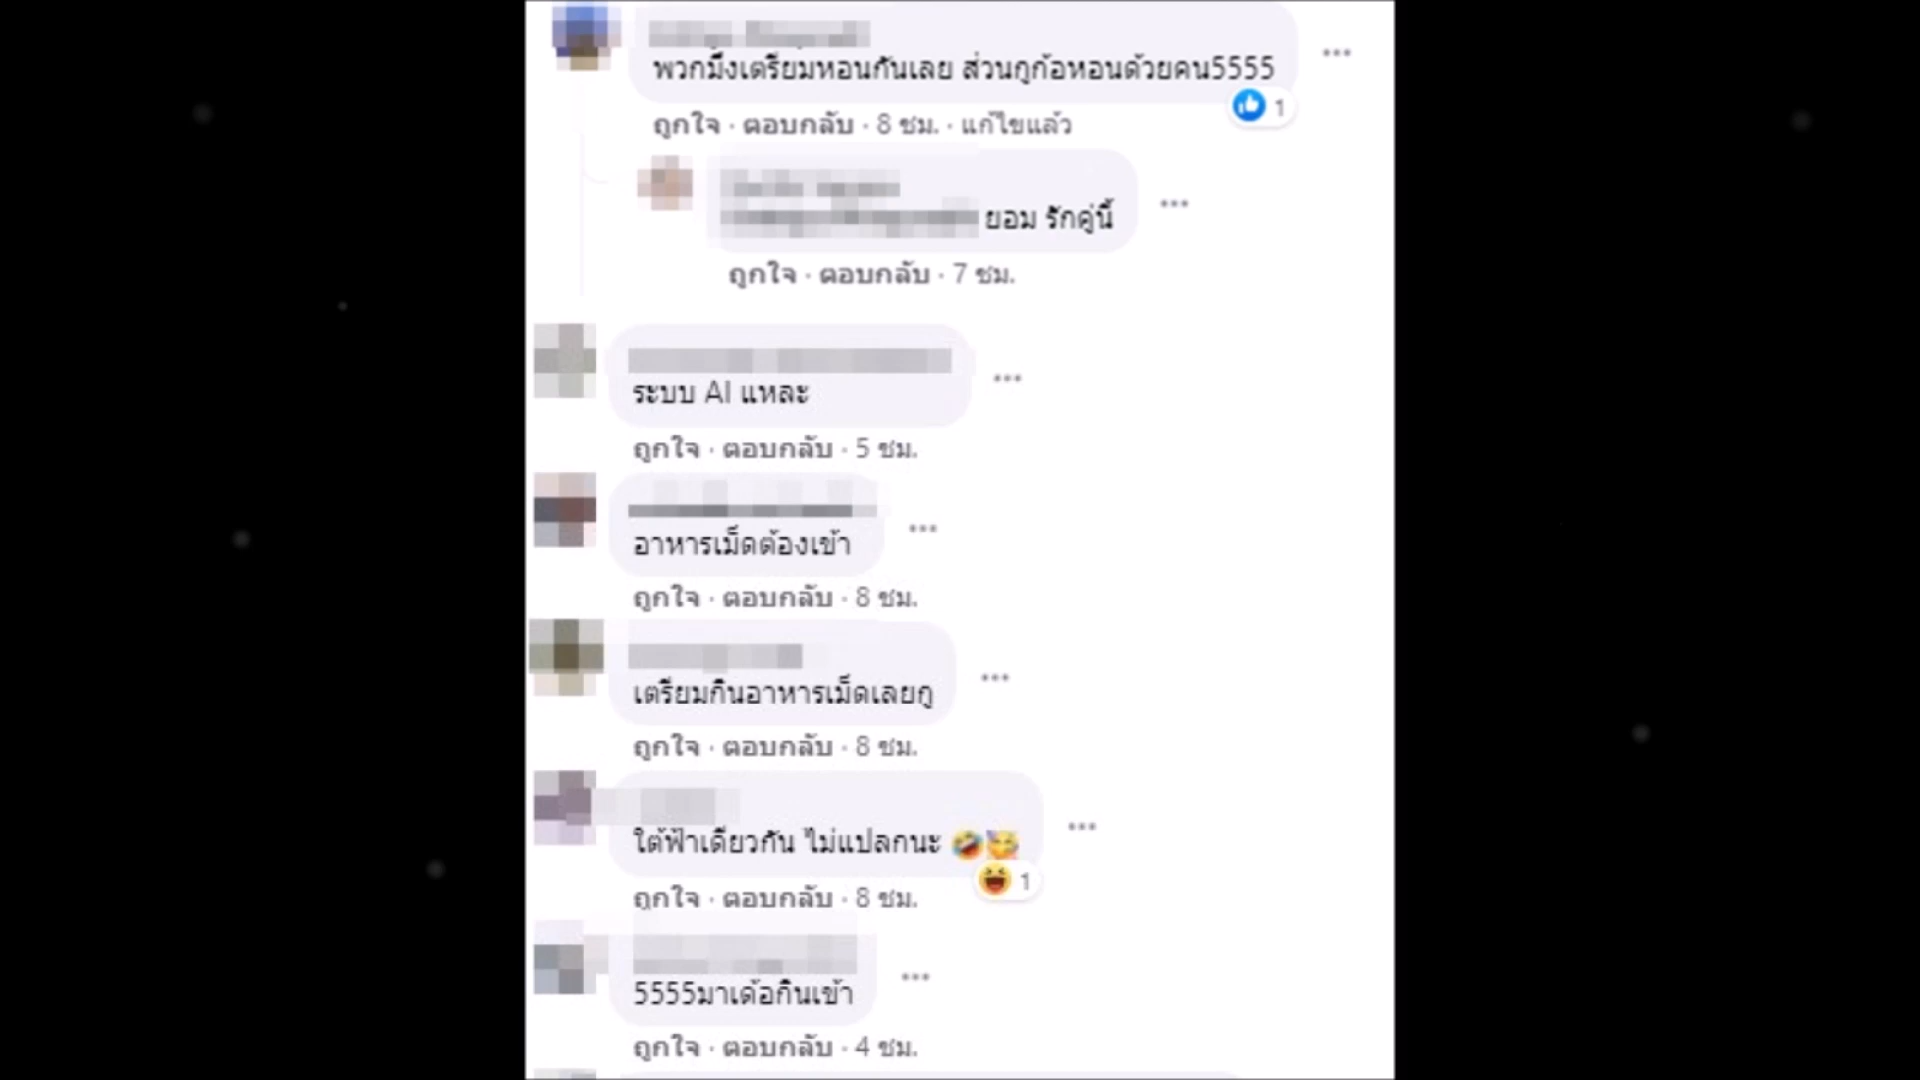 พวกมึงเตรียมหอนกันเลย ส่วนกูก้อหอนด้วยคน5555
1
ถูกใจ · ตอบกลับ · 8 ชม. · แก้ไขแล้ว
ยอม รักคู่นี้
ถูกใจ · ตอบกลับ · 7 ชม.
ระบบ AI แหละ
ถูกใจ · ตอบกลับ · 5 ชม.
อาหารเม็ดต้องเข้า
ถูกใจ · ตอบกลับ · 8 ชม.
เตรียมกินอาหารเม็ดเลยกู
ถูกใจ · ตอบกลับ · 8 ชม.
ใต้ฟ้าเดียวกัน ไม่แปลกนะ 🤣🥳
1
ถูกใจ · ตอบกลับ · 8 ชม.
5555มาเด้อกินเข้า
ถูกใจ · ตอบกลับ · 4 ชม.